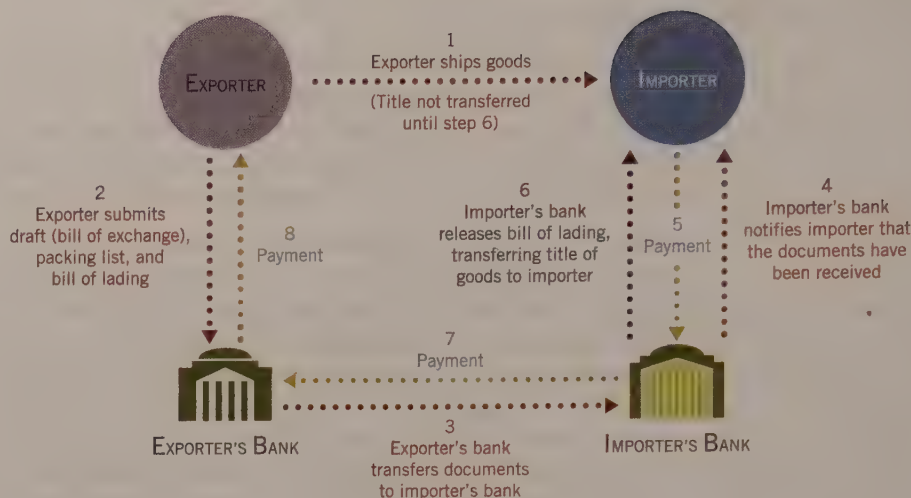 1
Exporter ships goods
EXPORTER
IMPORTER
(Title not transferred
until step 6)
2
Exporter submits
draft (bill of exchange),
packing list, and
bill of lading
8
Payment
6
Importer's bank
releases bill of lading,
transferring title of
goods to importer
5
Payment
4
Importer's bank
notifies importer that
the documents have
been received
7
Payment
EXPORTER'S BANK
3
Exporter's bank
transfers documents
to importer's bank
IMPORTER'S BANK